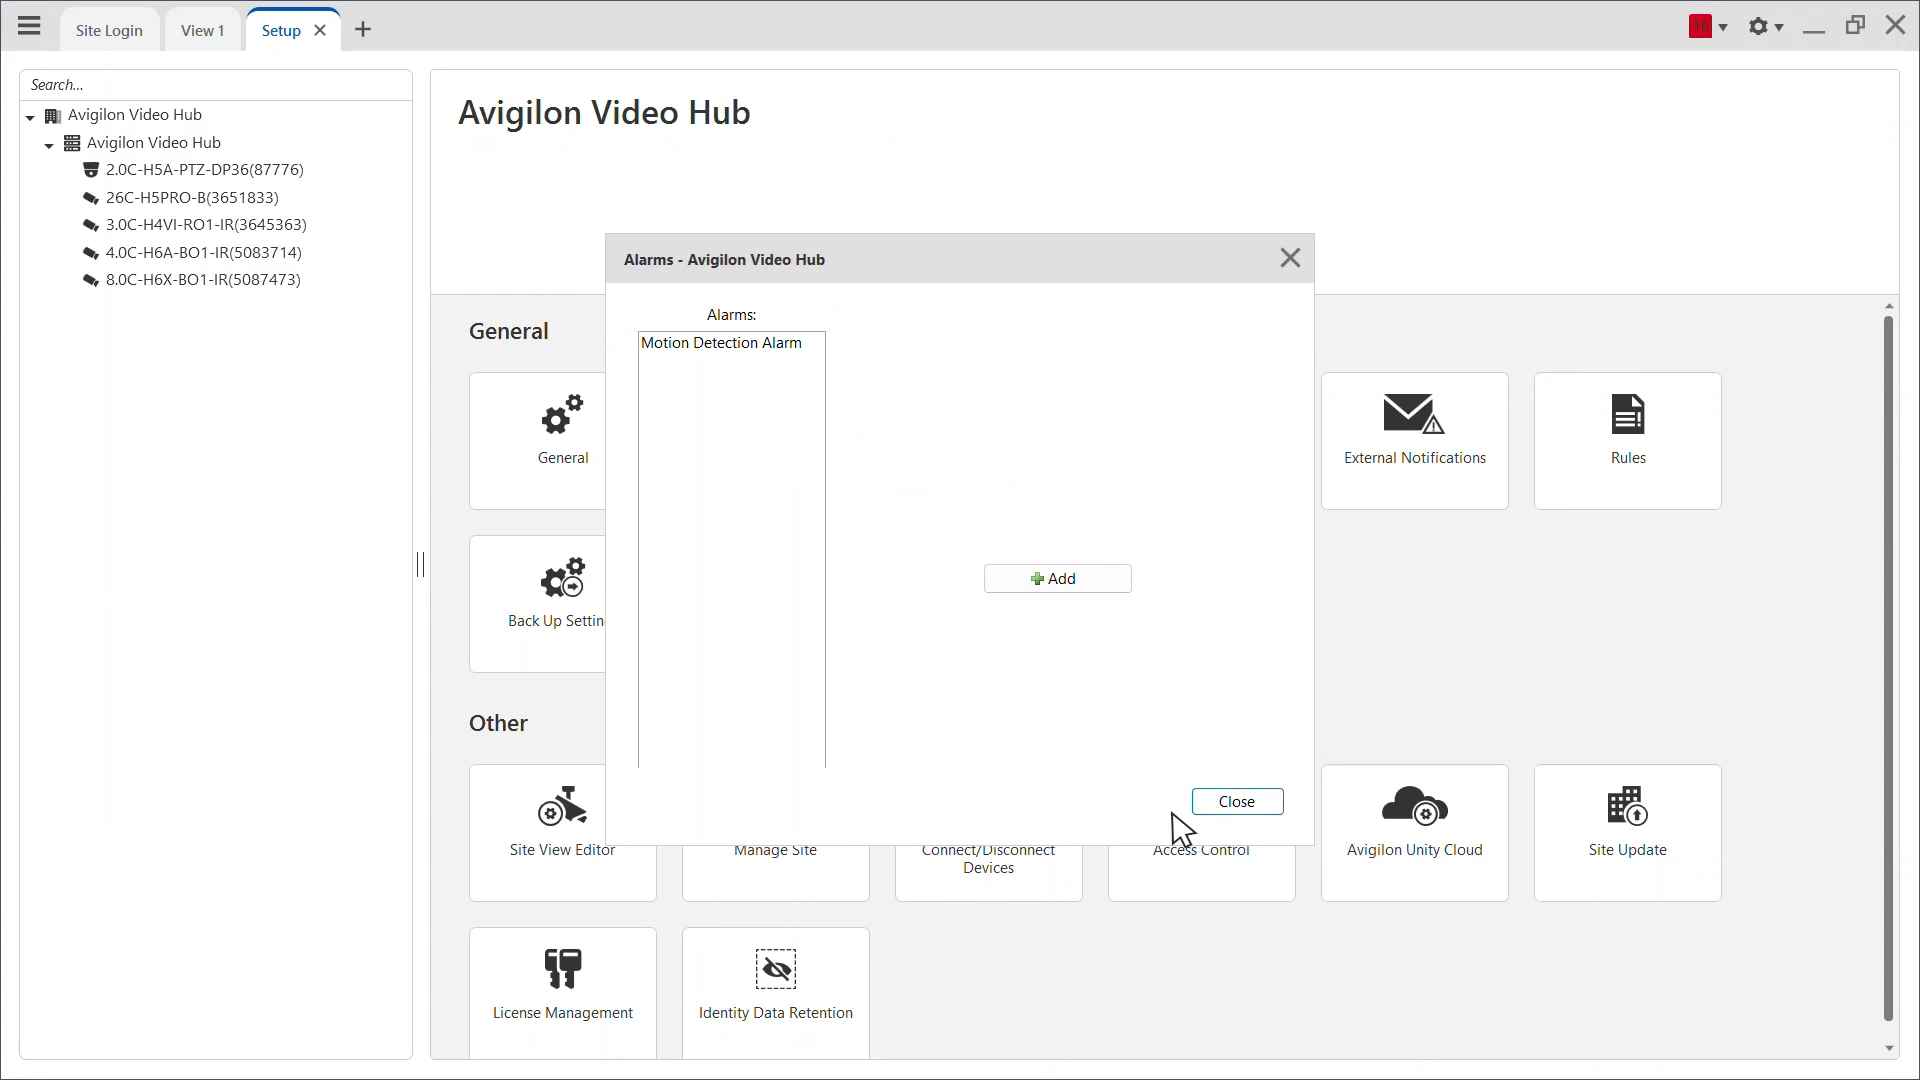 Site Login
View 1
Setup
16
Search...
Avigilon Video Hub
Avigilon Video Hub
2.0C-H5A-PTZ-DP36(87776)
26C-H5PRO-B(3651833)
3.0C-H4VI-RO1-IR(3645363)
4.0C-H6A-BO1-IR(5083714)
8.0C-H6X-BO1-IR(5087473)
Avigilon Video Hub
Alarms - Avigilon Video Hub
Alarms:
Motion Detection Alarm
Add
Close
General
General
External Notifications
Rules
Back Up Settin
Other
Site View Editor
Manage Site
Connect/Disconnect
Devices
Access Control
Avigilon Unity Cloud
Site Update
License Management
Identity Data Retention